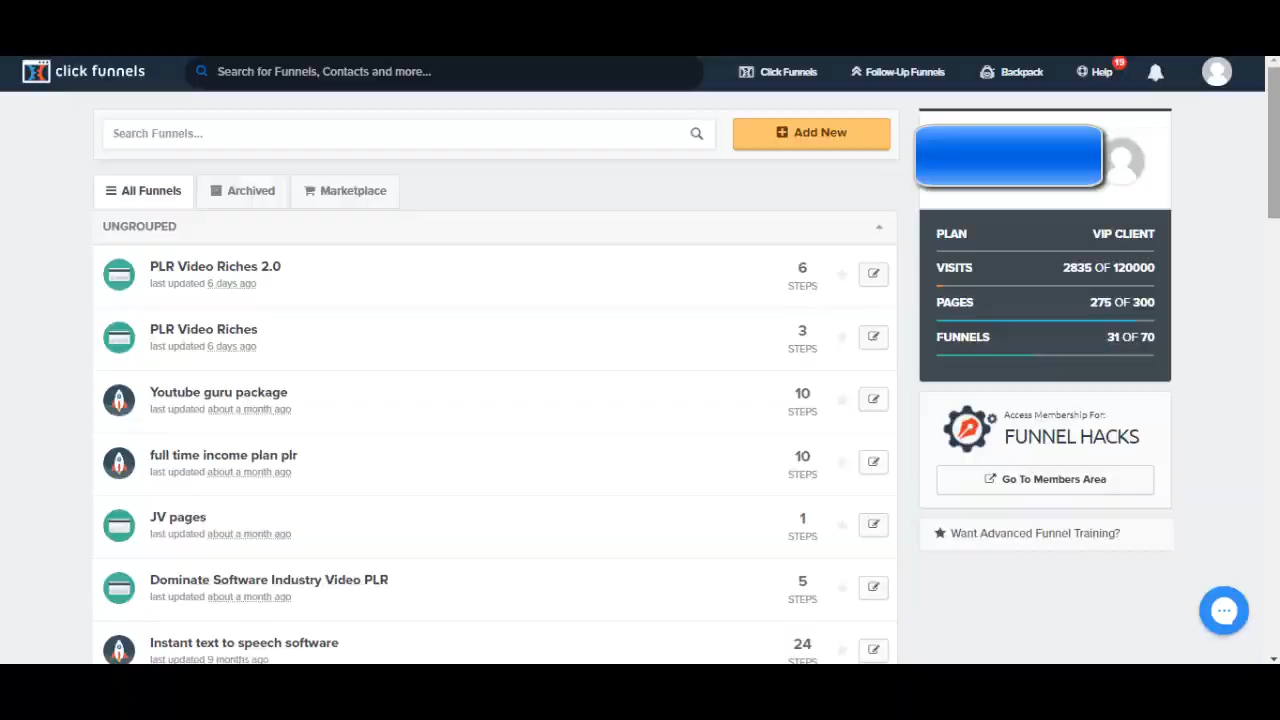 click funnels
Search for Funnels, Contacts and more...
Click Funnels
Follow-Up Funnels
Backpack
Help
19
Search Funnels...
Add New
All Funnels
Archived
Marketplace
UNGROUPED
PLR Video Riches 2.0
last updated 6 days ago
6
STEPS
PLR Video Riches
last updated 6 days ago
3
STEPS
Youtube guru package
last updated about a month ago
10
STEPS
full time income plan plr
last updated about a month ago
10
STEPS
JV pages
last updated about a month ago
1
STEPS
Dominate Software Industry Video PLR
last updated about a month ago
5
STEPS
Instant text to speech software
last updated 9 months ago
24
STEPS
PLAN VIP CLIENT
VISITS 2835 OF 120000
PAGES 275 OF 300
FUNNELS 31 OF 70
Access Membership For:
FUNNEL HACKS
Go To Members Area
Want Advanced Funnel Training?